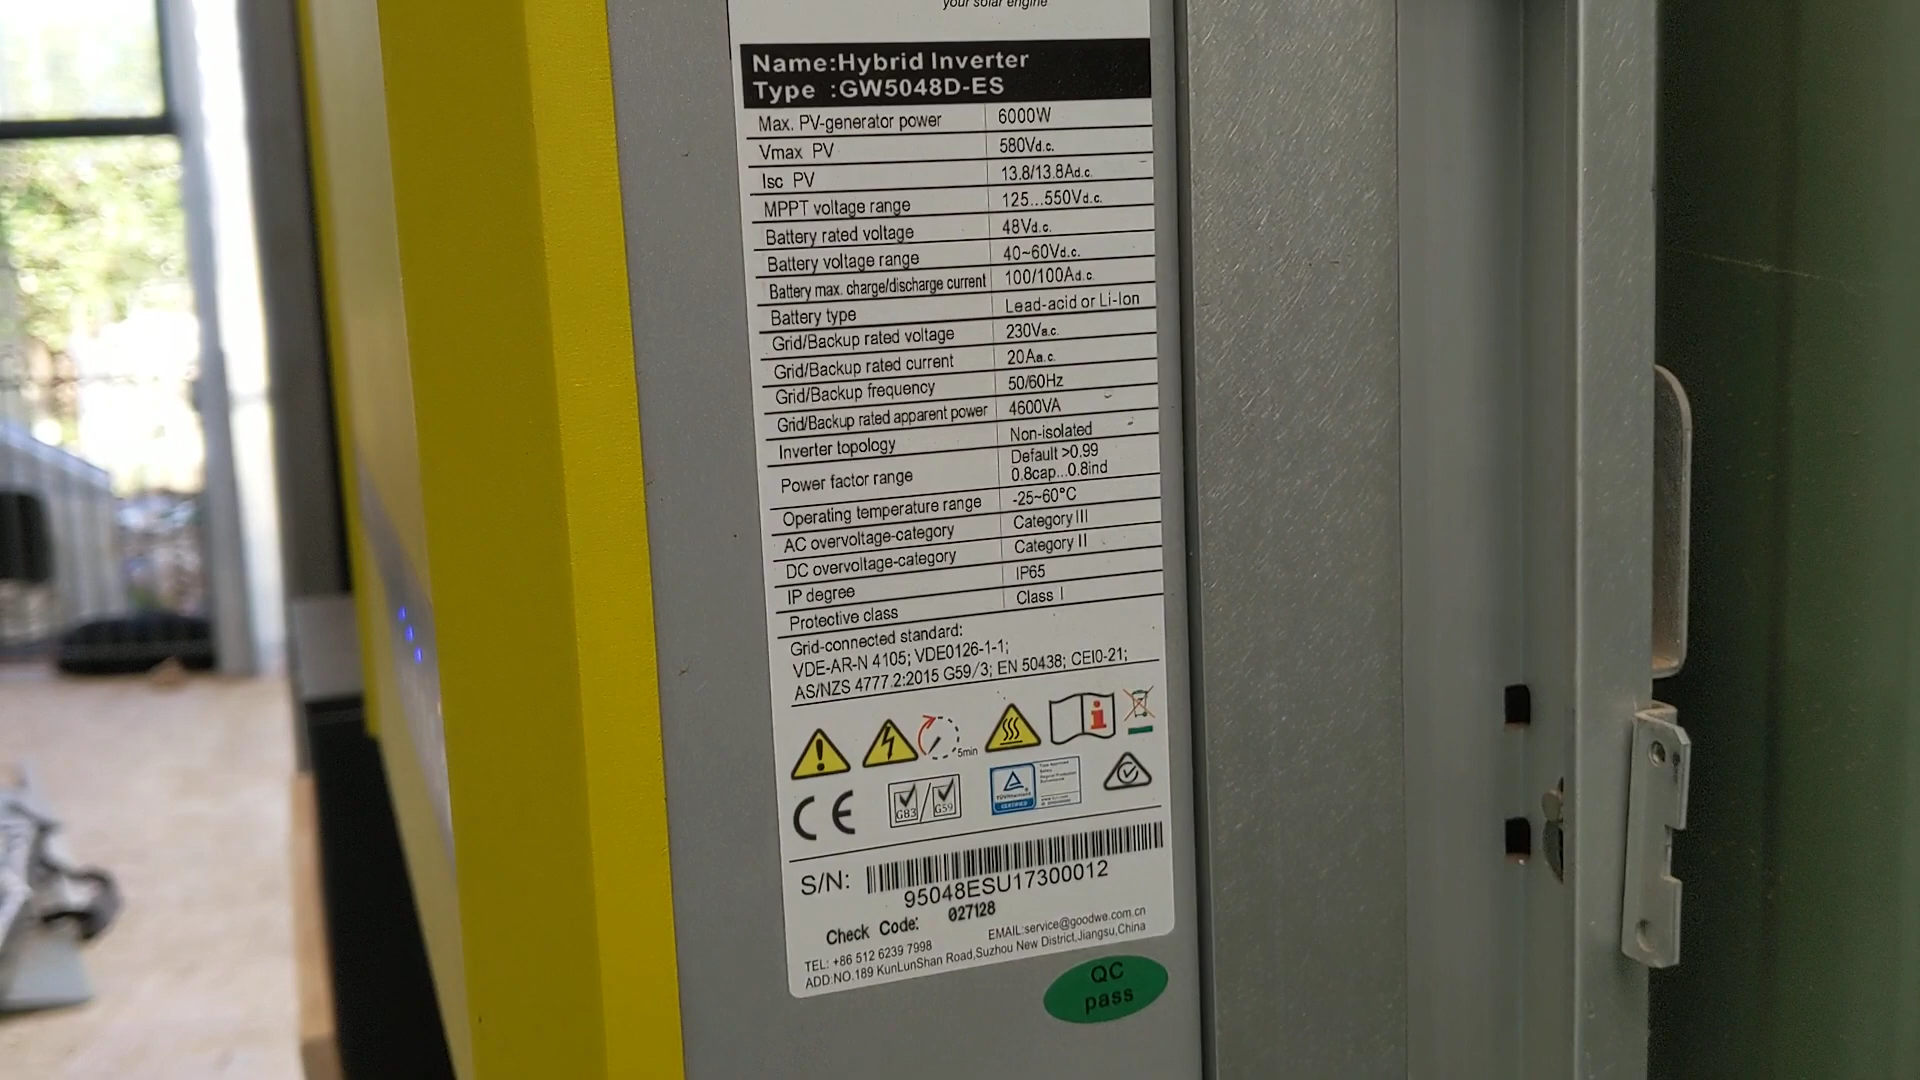 your solar engine
Name:Hybrid Inverter
Type :GW5048D-ES
Max. PV-generator power 6000W
Vmax PV 580Vd.c.
Isc PV 13.8/13.8Ad.c.
MPPT voltage range 125...550Vd.c.
Battery rated voltage 48Vd.c.
Battery voltage range 40~60Vd.c.
Battery max. charge/discharge current 100/100Ad.c.
Battery type Lead-acid or Li-Ion
Grid/Backup rated voltage 230Va.c.
Grid/Backup rated current 20Aa.c.
Grid/Backup frequency 50/60Hz
Grid/Backup rated apparent power 4600VA
Inverter topology Non-isolated
Power factor range Default >0.99
0.8cap...0.8ind
Operating temperature range -25~60°C
AC overvoltage-category Category III
DC overvoltage-category Category II
IP degree IP65
Protective class Class I
Grid-connected standard:
VDE-AR-N 4105; VDE0126-1-1;
AS/NZS 4777.2:2015 G59/3; EN 50438; CEI0-21;
5min
CE G83/G59
TÜVRheinland
CERTIFIED
S/N:
95048ESU17300012
Check Code: 027128
TEL: +86 512 6239 7998 EMAIL:service@goodwe.com.cn
ADD:NO.189 KunLunShan Road,Suzhou New District,Jiangsu,China
QC
pass